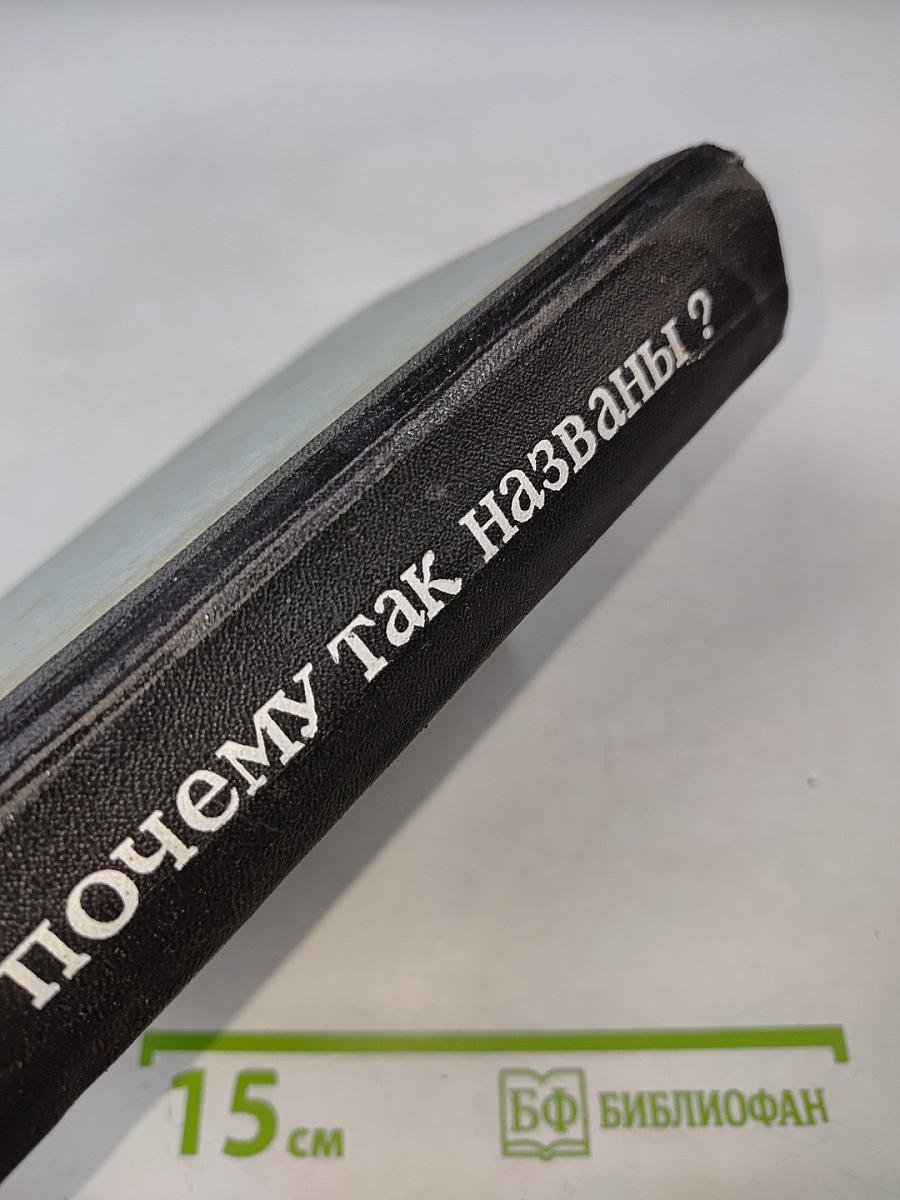 почему так названы?
15 см
БФ БИБЛИОФАН